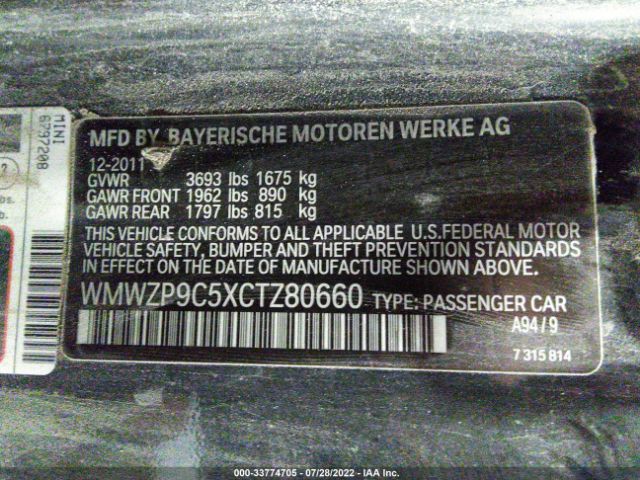 MFD BY BAYERISCHE MOTOREN WERKE AG
12-2011
GVWR 3693 lbs 1675 kg
GAWR FRONT 1962 lbs 890 kg
GAWR REAR 1797 lbs 815 kg
THIS VEHICLE CONFORMS TO ALL APPLICABLE U.S.FEDERAL MOTOR
VEHICLE SAFETY, BUMPER AND THEFT PREVENTION STANDARDS
IN EFFECT ON THE DATE OF MANUFACTURE SHOWN ABOVE.
WMWZP9C5XCTZ80660 TYPE: PASSENGER CAR
A94/9
7 315 814
MINI
6797208
?
bs.
b.
000-33774705 - 07/28/2022 - IAA Inc.